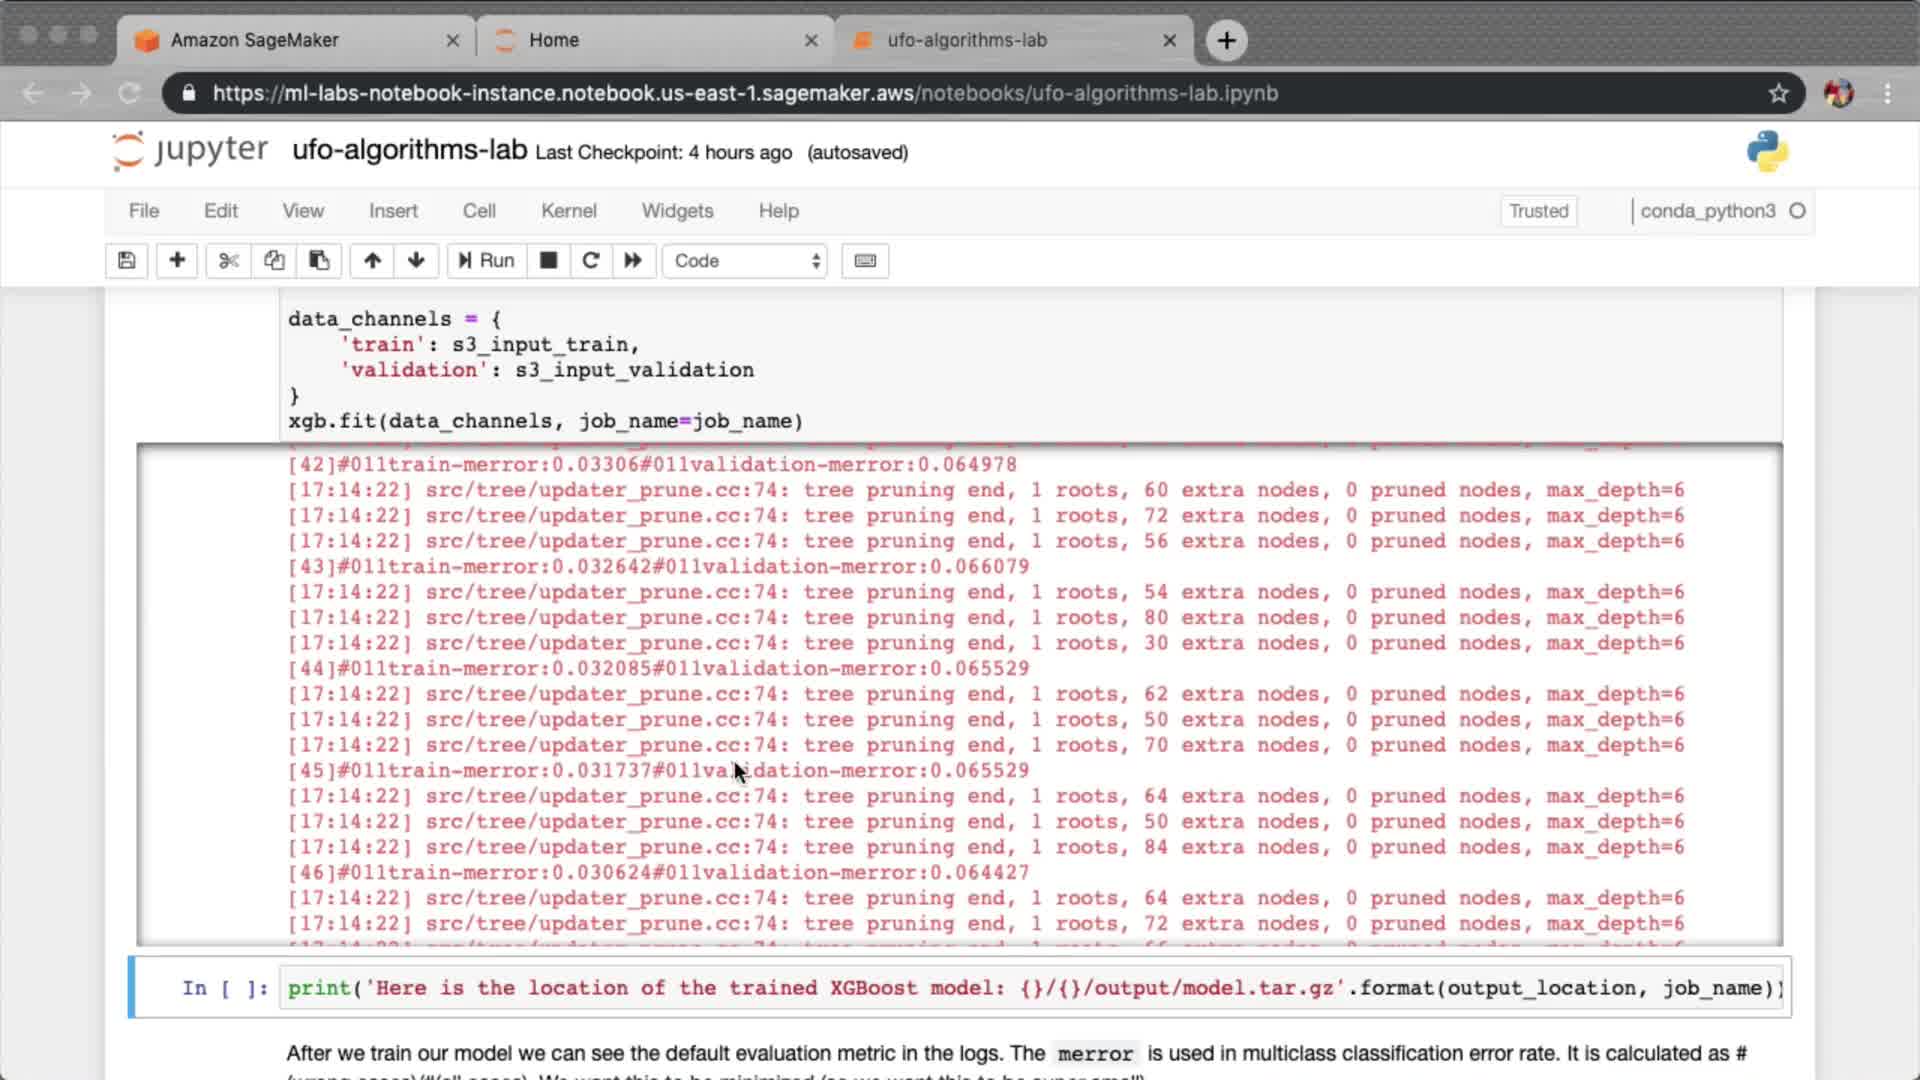 Amazon SageMaker
Home
ufo-algorithms-lab
https://ml-labs-notebook-instance.notebook.us-east-1.sagemaker.aws/notebooks/ufo-algorithms-lab.ipynb
jupyter ufo-algorithms-lab Last Checkpoint: 4 hours ago (autosaved)
File Edit View Insert Cell Kernel Widgets Help Trusted conda_python3
Run Code
data_channels = {
'train': s3_input_train,
'validation': s3_input_validation
}
xgb.fit(data_channels, job_name=job_name)
[42]#011train-merror:0.03306#011validation-merror:0.064978
[17:14:22] src/tree/updater_prune.cc:74: tree pruning end, 1 roots, 60 extra nodes, 0 pruned nodes, max_depth=6
[17:14:22] src/tree/updater_prune.cc:74: tree pruning end, 1 roots, 72 extra nodes, 0 pruned nodes, max_depth=6
[17:14:22] src/tree/updater_prune.cc:74: tree pruning end, 1 roots, 56 extra nodes, 0 pruned nodes, max_depth=6
[43]#011train-merror:0.032642#011validation-merror:0.066079
[17:14:22] src/tree/updater_prune.cc:74: tree pruning end, 1 roots, 54 extra nodes, 0 pruned nodes, max_depth=6
[17:14:22] src/tree/updater_prune.cc:74: tree pruning end, 1 roots, 80 extra nodes, 0 pruned nodes, max_depth=6
[17:14:22] src/tree/updater_prune.cc:74: tree pruning end, 1 roots, 30 extra nodes, 0 pruned nodes, max_depth=6
[44]#011train-merror:0.032085#011validation-merror:0.065529
[17:14:22] src/tree/updater_prune.cc:74: tree pruning end, 1 roots, 62 extra nodes, 0 pruned nodes, max_depth=6
[17:14:22] src/tree/updater_prune.cc:74: tree pruning end, 1 roots, 50 extra nodes, 0 pruned nodes, max_depth=6
[17:14:22] src/tree/updater_prune.cc:74: tree pruning end, 1 roots, 70 extra nodes, 0 pruned nodes, max_depth=6
[45]#011train-merror:0.031737#011validation-merror:0.065529
[17:14:22] src/tree/updater_prune.cc:74: tree pruning end, 1 roots, 64 extra nodes, 0 pruned nodes, max_depth=6
[17:14:22] src/tree/updater_prune.cc:74: tree pruning end, 1 roots, 50 extra nodes, 0 pruned nodes, max_depth=6
[17:14:22] src/tree/updater_prune.cc:74: tree pruning end, 1 roots, 84 extra nodes, 0 pruned nodes, max_depth=6
[46]#011train-merror:0.030624#011validation-merror:0.064427
[17:14:22] src/tree/updater_prune.cc:74: tree pruning end, 1 roots, 64 extra nodes, 0 pruned nodes, max_depth=6
[17:14:22] src/tree/updater_prune.cc:74: tree pruning end, 1 roots, 72 extra nodes, 0 pruned nodes, max_depth=6
In [ ]: print('Here is the location of the trained XGBoost model: {}/{}/output/model.tar.gz'.format(output_location, job_name))
After we train our model we can see the default evaluation metric in the logs. The merror is used in multiclass classification error rate. It is calculated as #